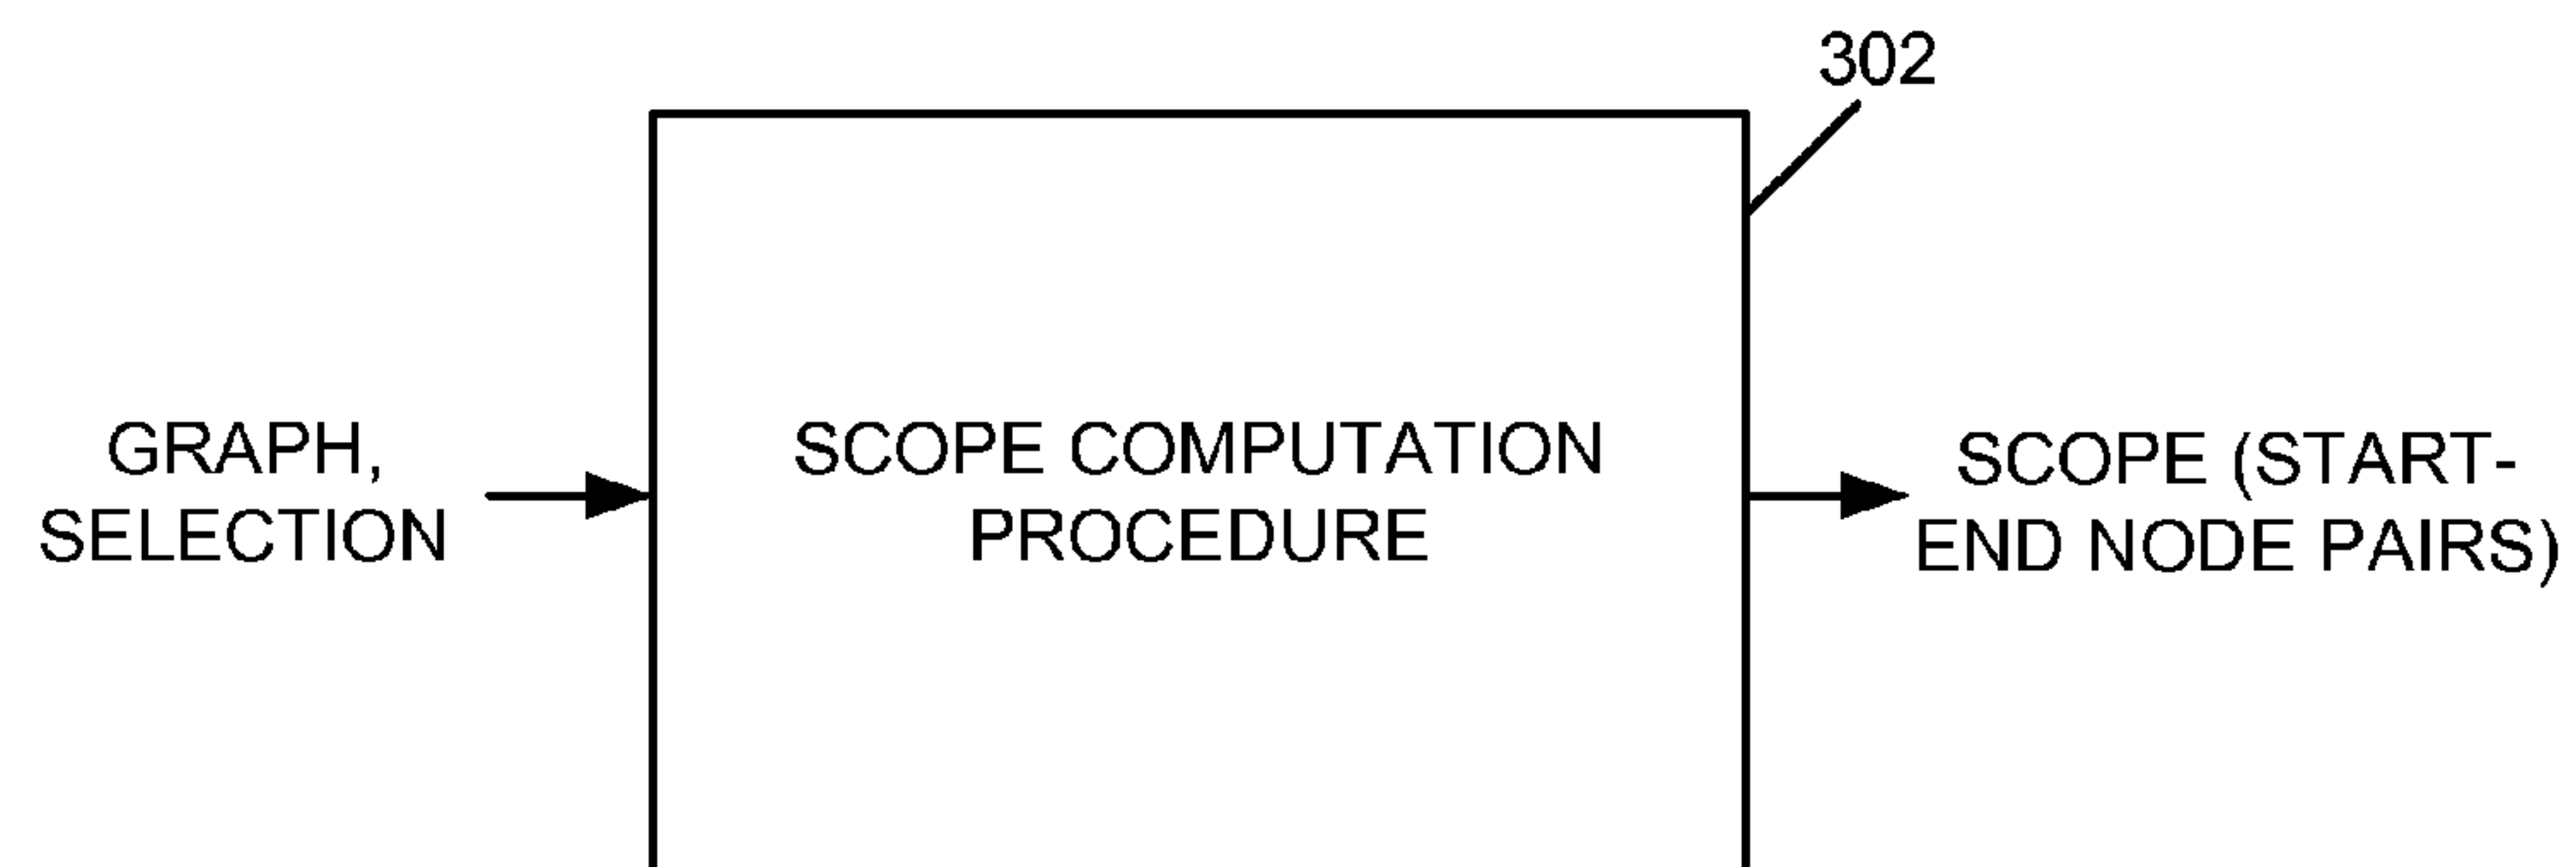 302
GRAPH,
SELECTION
SCOPE COMPUTATION
PROCEDURE
SCOPE (START-
END NODE PAIRS)